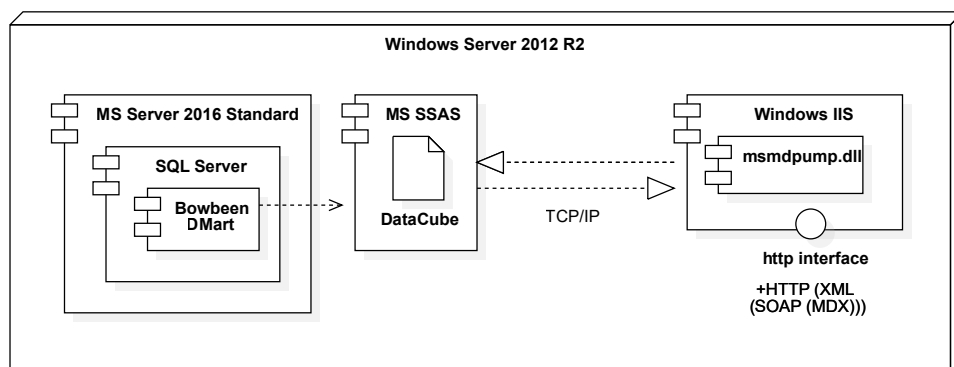 Windows Server 2012 R2
MS Server 2016 Standard
SQL Server
Bowbeen
DMart
MS SSAS
DataCube
TCP/IP
Windows IIS
msmdpump.dll
http interface
+HTTP (XML
(SOAP (MDX)))